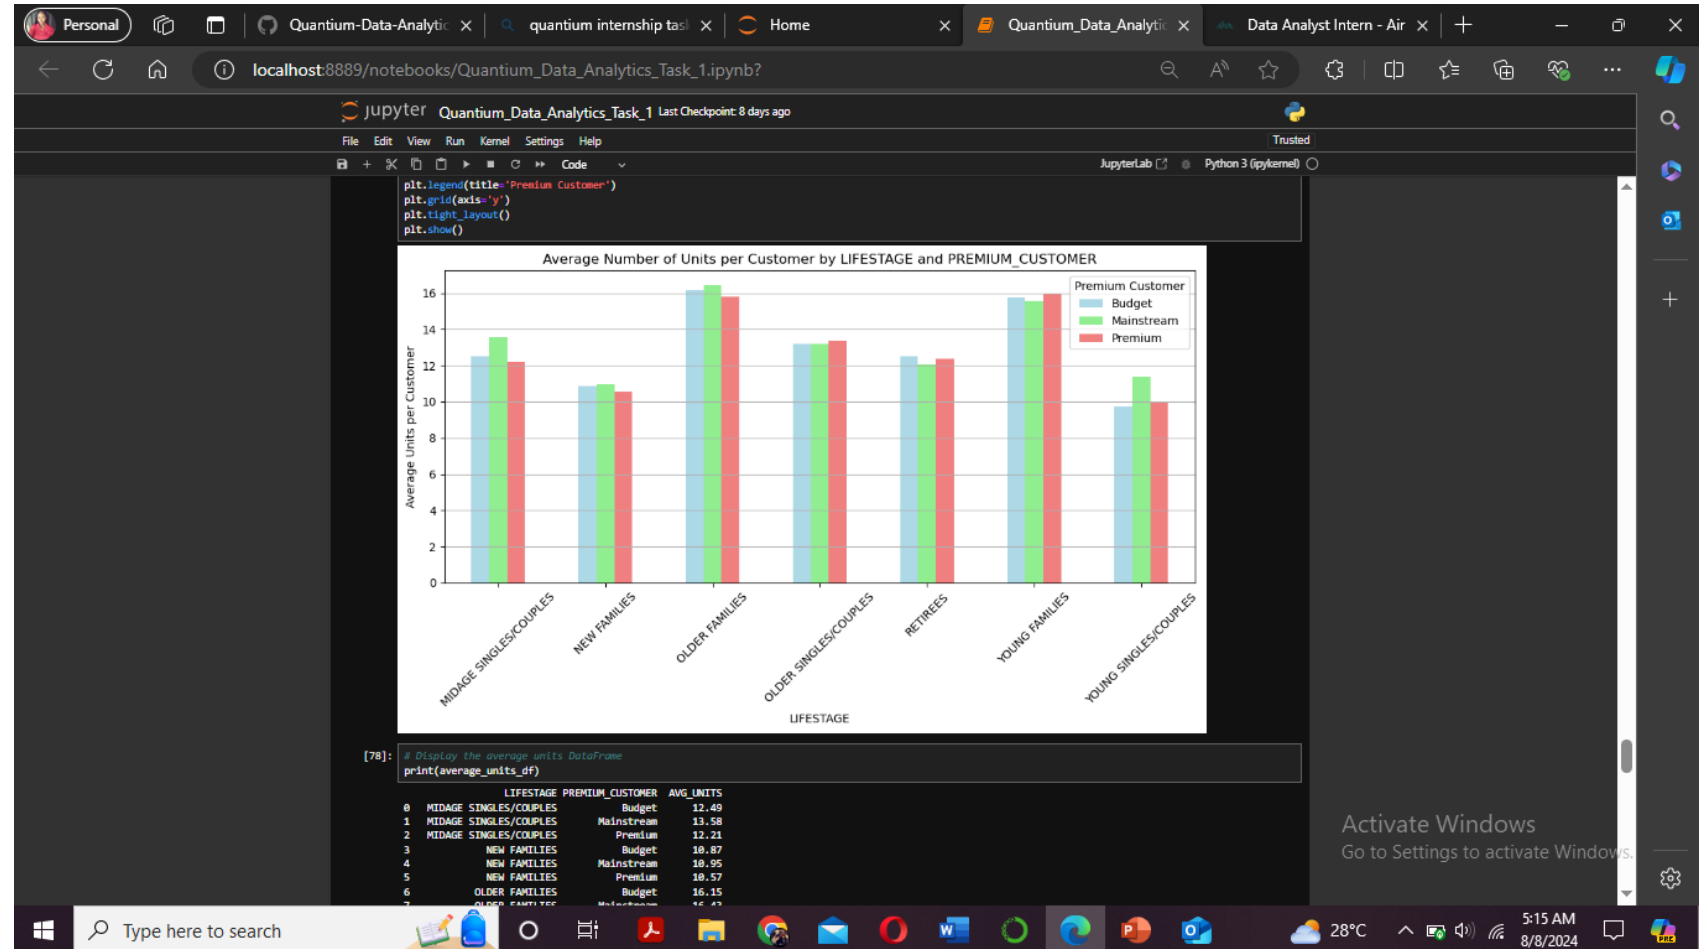 Personal
Quantium-Data-Analytic
quantium internship tas
Home
Quantium_Data_Analytic
Data Analyst Intern - Air
localhost:8889/notebooks/Quantium_Data_Analytics_Task_1.ipynb?
jupyter Quantium_Data_Analytics_Task_1 Last Checkpoint: 8 days ago
File Edit View Run Kernel Settings Help
Trusted
Code
JupyterLab
Python 3 (ipykernel)
plt.legend(title='Premium Customer')
plt.grid(axis='y')
plt.tight_layout()
plt.show()
Average Number of Units per Customer by LIFESTAGE and PREMIUM_CUSTOMER
Premium Customer
Budget
Mainstream
Premium
Average Units per Customer
16
14
12
10
8
6
4
2
0
MIDAGE SINGLES/COUPLES
NEW FAMILIES
OLDER FAMILIES
OLDER SINGLES/COUPLES
RETIREES
YOUNG FAMILIES
YOUNG SINGLES/COUPLES
LIFESTAGE
[78]:
# Display the average units DataFrame
print(average_units_df)
LIFESTAGE PREMIUM_CUSTOMER AVG_UNITS
0 MIDAGE SINGLES/COUPLES Budget 12.49
1 MIDAGE SINGLES/COUPLES Mainstream 13.58
2 MIDAGE SINGLES/COUPLES Premium 12.21
3 NEW FAMILIES Budget 10.87
4 NEW FAMILIES Mainstream 10.95
5 NEW FAMILIES Premium 10.57
6 OLDER FAMILIES Budget 16.15
7 OLDER FAMILIES Mainstream 16.43
Activate Windows
Go to Settings to activate Windows.
Type here to search
28°C
5:15 AM
8/8/2024
PRE